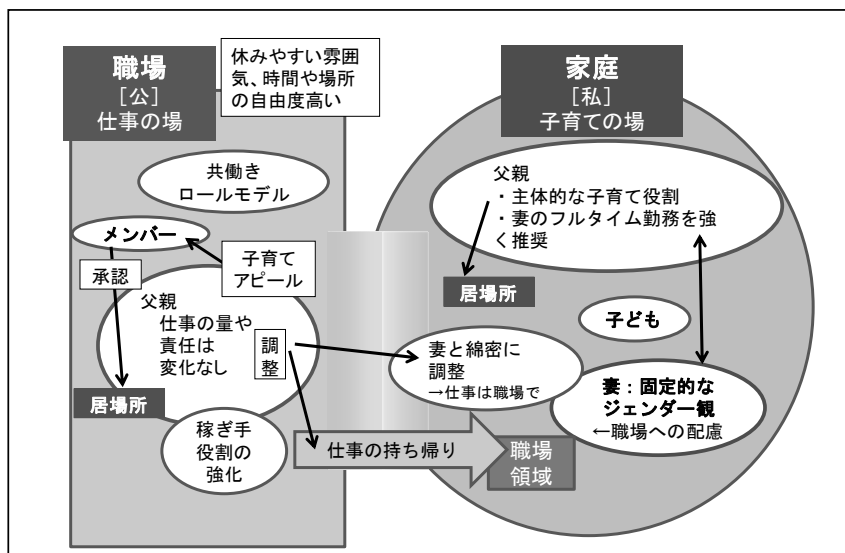 職場
［公］
仕事の場
休みやすい雰囲
気、時間や場所
の自由度高い
共働き
ロールモデル
メンバー
子育て
アピール
承認
父親
仕事の量や
責任は
変化なし
調
整
居場所
稼ぎ手
役割の
強化
仕事の持ち帰り
家庭
［私］
子育ての場
父親
・主体的な子育て役割
・妻のフルタイム勤務を強
く推奨
居場所
子ども
妻と綿密に
調整
→仕事は職場で
妻：固定的な
ジェンダー観
←職場への配慮
職場
領域